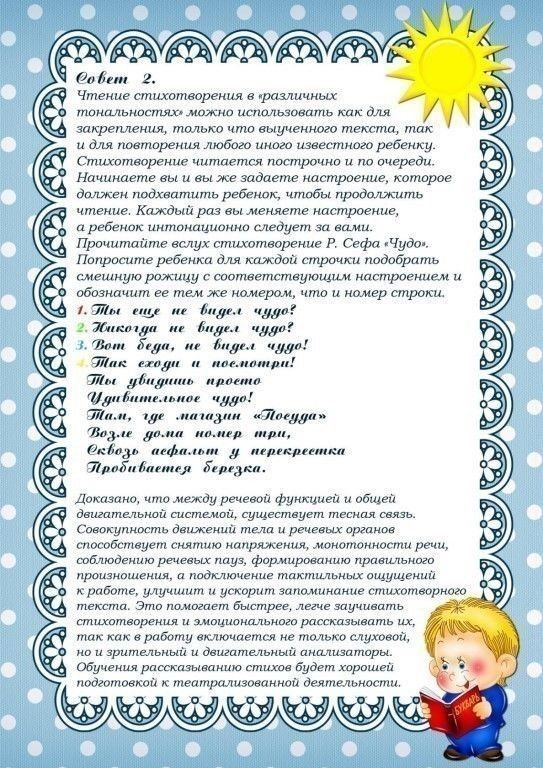 Совет 2.
Чтение стихотворения в «различных
тональностях» можно использовать как для
закрепления, только что выученного текста, так
и для повторения любого иного известного ребенку.
Стихотворение читается построчно и по очереди.
Начинаете вы и вы же задаете настроение, которое
должен подхватить ребенок, чтобы продолжить
чтение. Каждый раз вы меняете настроение,
а ребенок интонационно следует за вами.
Прочитайте вслух стихотворение Р. Сефа «Чудо».
Попросите ребенка для каждой строчки подобрать
смешную рожицу с соответствующим настроением и
обозначит ее тем же номером, что и номер строки.
1. Ты еще не видел чудо?
2. Никогда не видел чудо?
3. Вот беда, не видел чудо!
4. Так сходи и посмотри!
Ты увидишь просто
Удивительное чудо!
Там, где магазин «Посуда»
Возле дома номер три,
Сквозь асфальт у перекрестка
Пробивается березка.
Доказано, что между речевой функцией и общей
двигательной системой, существует тесная связь.
Совокупность движений тела и речевых органов
способствует снятию напряжения, монотонности речи,
соблюдению речевых пауз, формированию правильного
произношения, а подключение тактильных ощущений
к работе, улучшит и ускорит запоминание стихотворного
текста. Это помогает быстрее, легче заучивать
стихотворения и эмоционального рассказывать их,
так как в работу включается не только слуховой,
но и зрительный и двигательный анализаторы.
Обучения рассказыванию стихов будет хорошей
подготовкой к театрализованной деятельности.
БУКВАРЬ